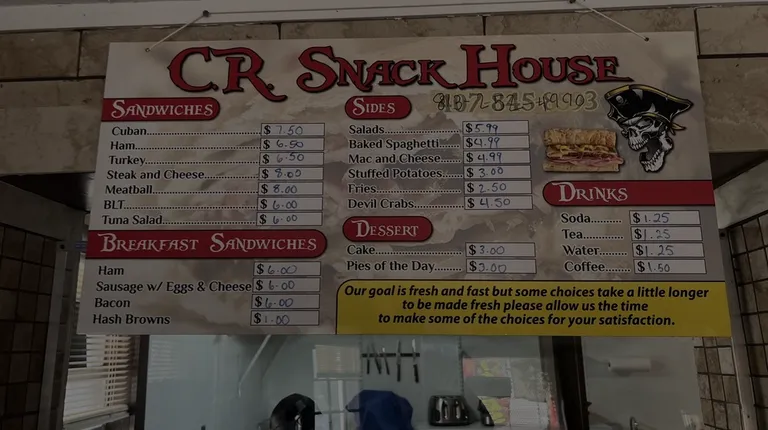 C.R. Snack House
Sandwiches
Cuban $ 7.50
Ham $ 6.50
Turkey $ 6.50
Steak and Cheese $ 8.00
Meatball $ 8.00
BLT $ 6.00
Tuna Salad $ 6.00
Breakfast Sandwiches
Ham $ 6.00
Sausage w/ Eggs & Cheese $ 6.00
Bacon $ 6.00
Hash Browns $ 1.00
Sides
Salads $ 5.99
Baked Spaghetti $ 4.99
Mac and Cheese $ 4.99
Stuffed Potatoes $ 3.00
Fries $ 2.50
Devil Crabs $ 4.50
Dessert
Cake $ 3.00
Pies of the Day $ 3.00
Drinks
Soda $ 1.25
Tea $ 1.25
Water $ 1.25
Coffee $ 1.50
Our goal is fresh and fast but some choices take a little longer
to be made fresh please allow us the time
to make some of the choices for your satisfaction.